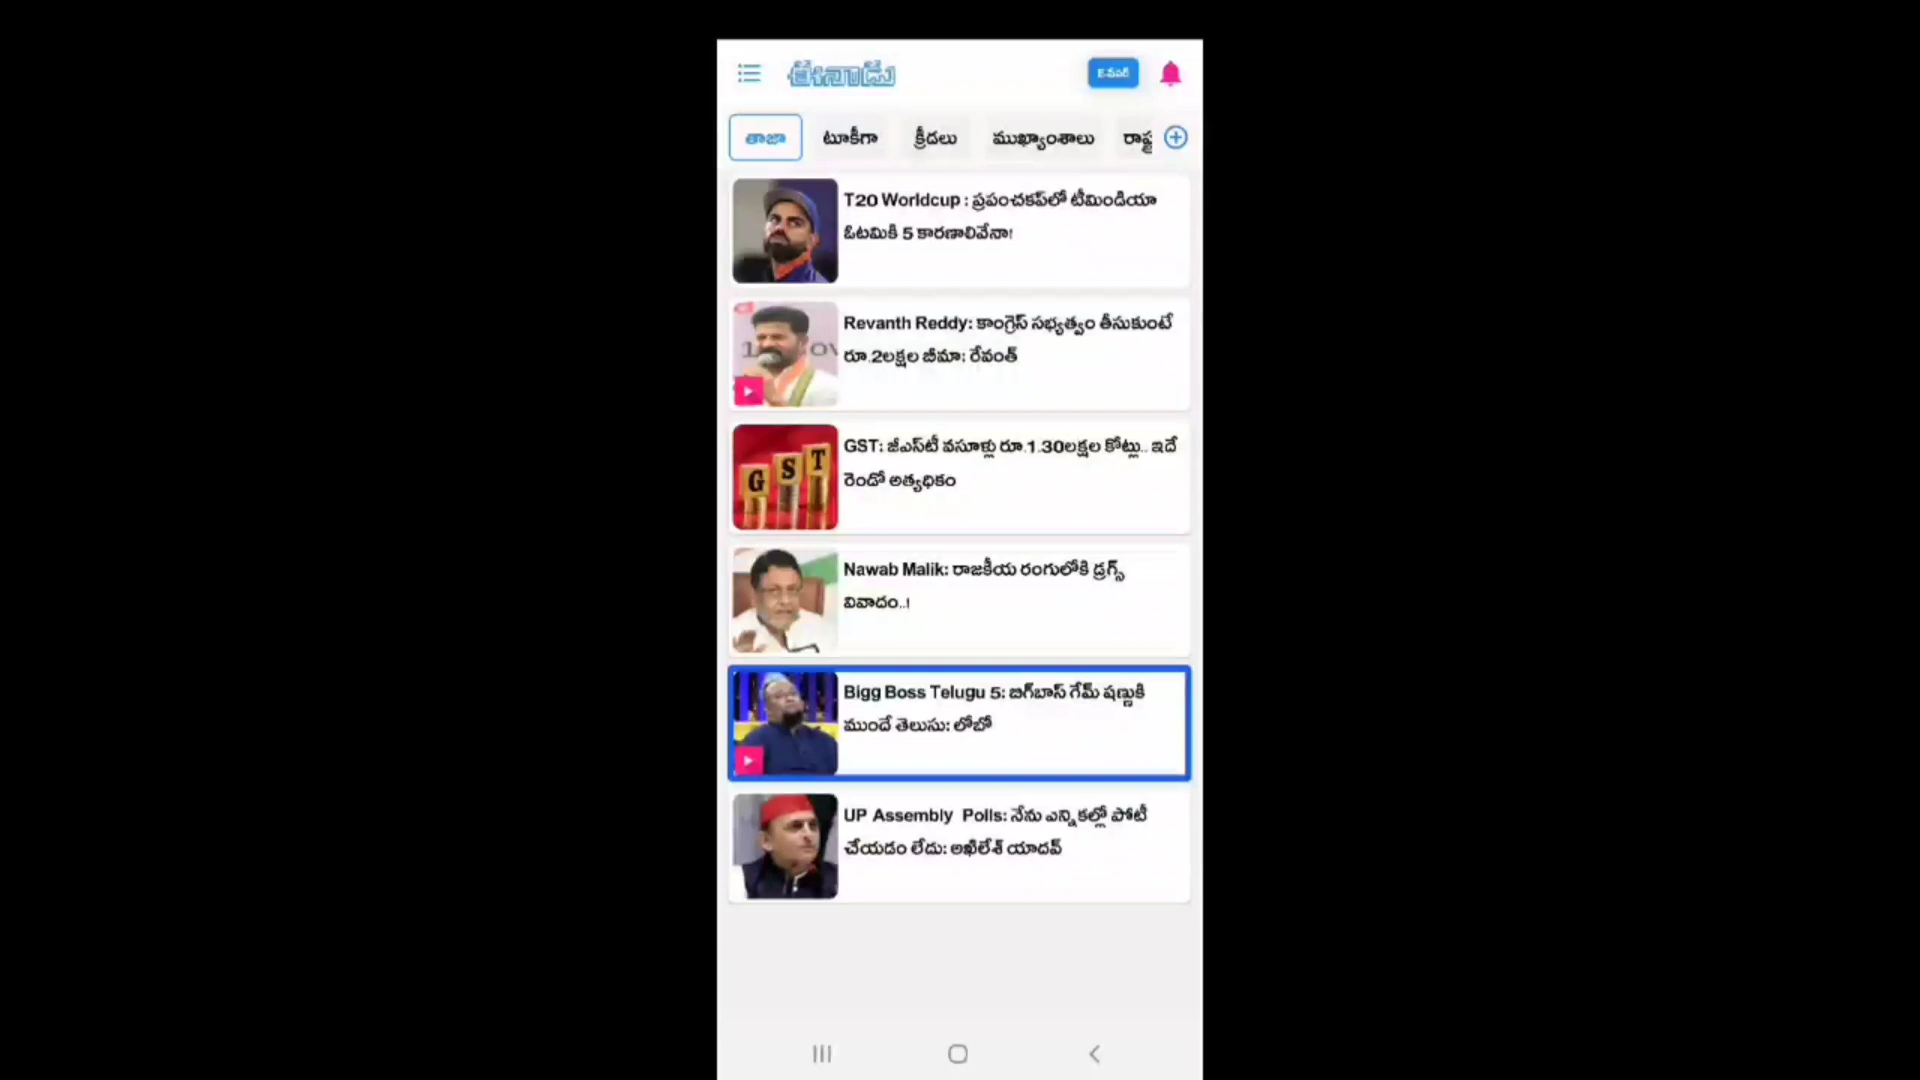 ఈనాడు
E-పేపర్
తాజా టూకీగా క్రీడలు ముఖ్యాంశాలు
T20 Worldcup : ప్రపంచకప్‌లో టీమిండియా
ఓటమికి 5 కారణాలివేనా!
Revanth Reddy: కాంగ్రెస్ సభ్యత్వం తీసుకుంటే
రూ.2లక్షల బీమా: రేవంత్
GST: జీఎస్‌టీ వసూళ్లు రూ.1.30లక్షల కోట్లు.. ఇదే
రెండో అత్యధికం
G S T
Nawab Malik: రాజకీయ రంగులోకి డ్రగ్స్
వివాదం..!
Bigg Boss Telugu 5: బిగ్‌బాస్ గేమ్ షణ్ణుకి
ముందే తెలుసు: లోబో
UP Assembly Polls: నేను ఎన్నికల్లో పోటీ
చేయడం లేదు: అఖిలేశ్ యాదవ్